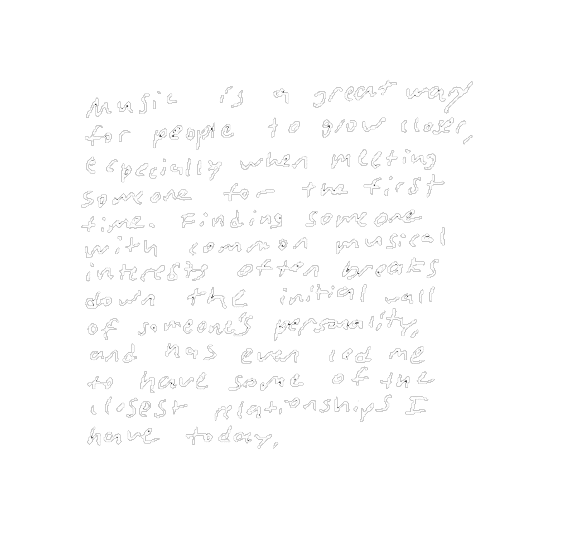 Music is a great way
for people to grow closer,
especially when meeting
someone for the first
time. Finding someone
with common musical
interests often breaks
down the initial wall
of someone's personality,
and has even led me
to have some of the
closest relationships I
have today,